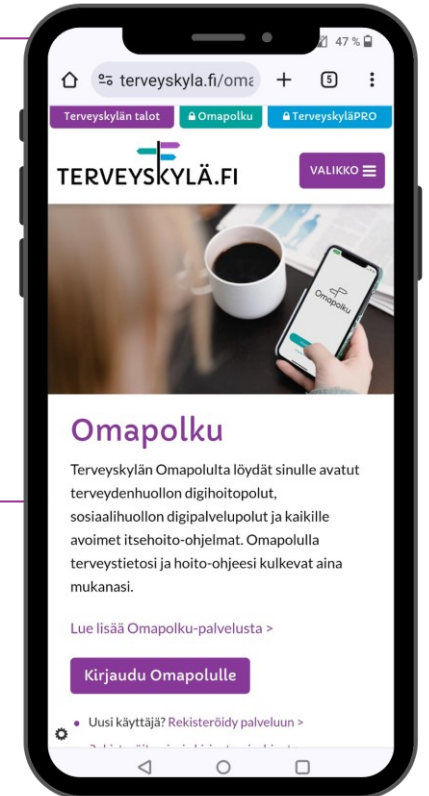 47 %
terveyskyla.fi/oma
5
Terveyskylän talot
Omapolku
TerveyskyläPRO
TERVEYSKYLÄ.FI
VALIKKO
Omapolku
Omapolku
Terveyskylän Omapolulta löydät sinulle avatut
terveydenhuollon digihoitopolut,
sosiaalihuollon digipalvelupolut ja kaikille
avoimet itsehoito-ohjelmat. Omapolulla
terveystietosi ja hoito-ohjeesi kulkevat aina
mukanasi.
Lue lisää Omapolku-palvelusta >
Kirjaudu Omapolulle
Uusi käyttäjä? Rekisteröidy palveluun >